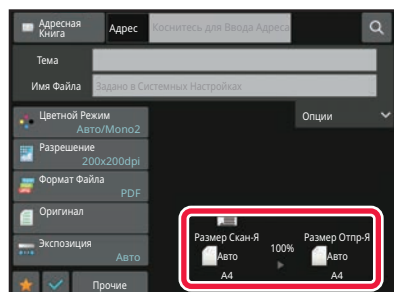 Адресная
Книга
Адрес
Коснитесь для Ввода Адреса
Тема
Имя Файла
Задано в Системных Настройках
Цветной Режим
Авто/Mono2
Опции
Разрешение
200x200dpi
Формат Файла
PDF
Оригинал
Экспозиция
Авто
Прочие
Размер Скан-Я
100%
Размер Отпр-Я
Авто
Авто
A4
A4